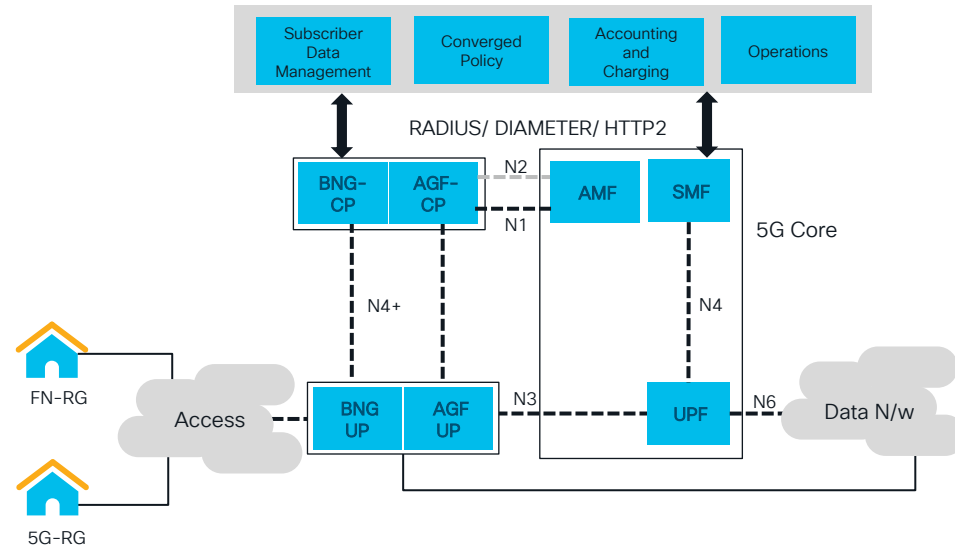 Subscriber
Data
Management
Converged
Policy
Accounting
and
Charging
Operations
RADIUS/ DIAMETER/ HTTP2
BNG-
CP
AGF-
CP
N2
N1
AMF
SMF
5G Core
N4+
N4
FN-RG
Access
BNG
UP
AGF
UP
N3
UPF
N6
Data N/w
5G-RG